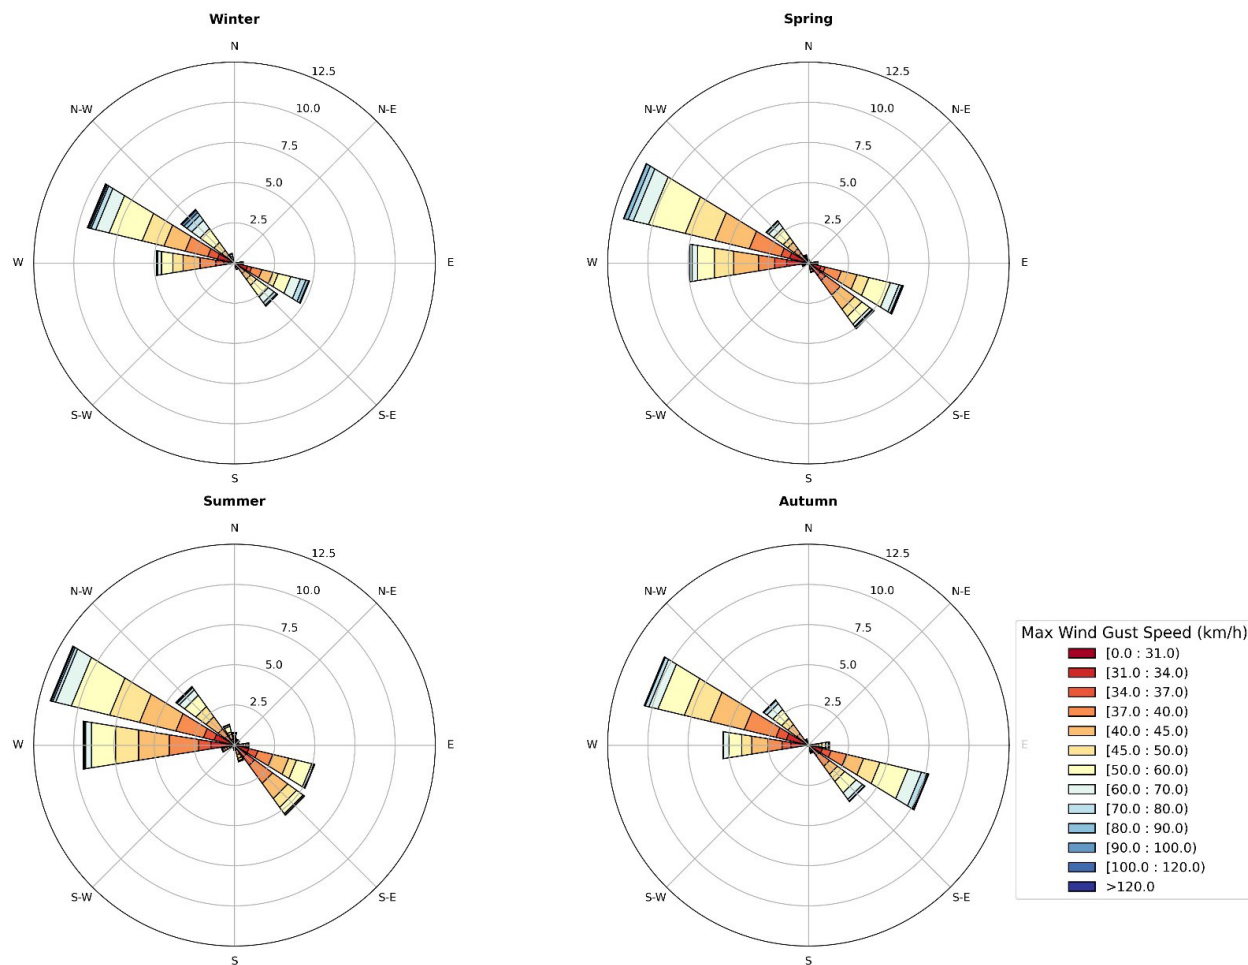 Winter
N
N-W
N-E
12.5
10.0
7.5
5.0
2.5
W
E
S-W
S-E
S
Spring
N
N-W
N-E
12.5
10.0
7.5
5.0
2.5
W
E
S-W
S-E
S
Summer
N
N-W
N-E
12.5
10.0
7.5
5.0
2.5
W
E
S-W
S-E
S
Autumn
N
N-W
N-E
12.5
10.0
7.5
5.0
2.5
W
E
S-W
S-E
S
Max Wind Gust Speed (km/h)
[0.0 : 31.0)
[31.0 : 34.0)
[34.0 : 37.0)
[37.0 : 40.0)
[40.0 : 45.0)
[45.0 : 50.0)
[50.0 : 60.0)
[60.0 : 70.0)
[70.0 : 80.0)
[80.0 : 90.0)
[90.0 : 100.0)
[100.0 : 120.0)
>120.0